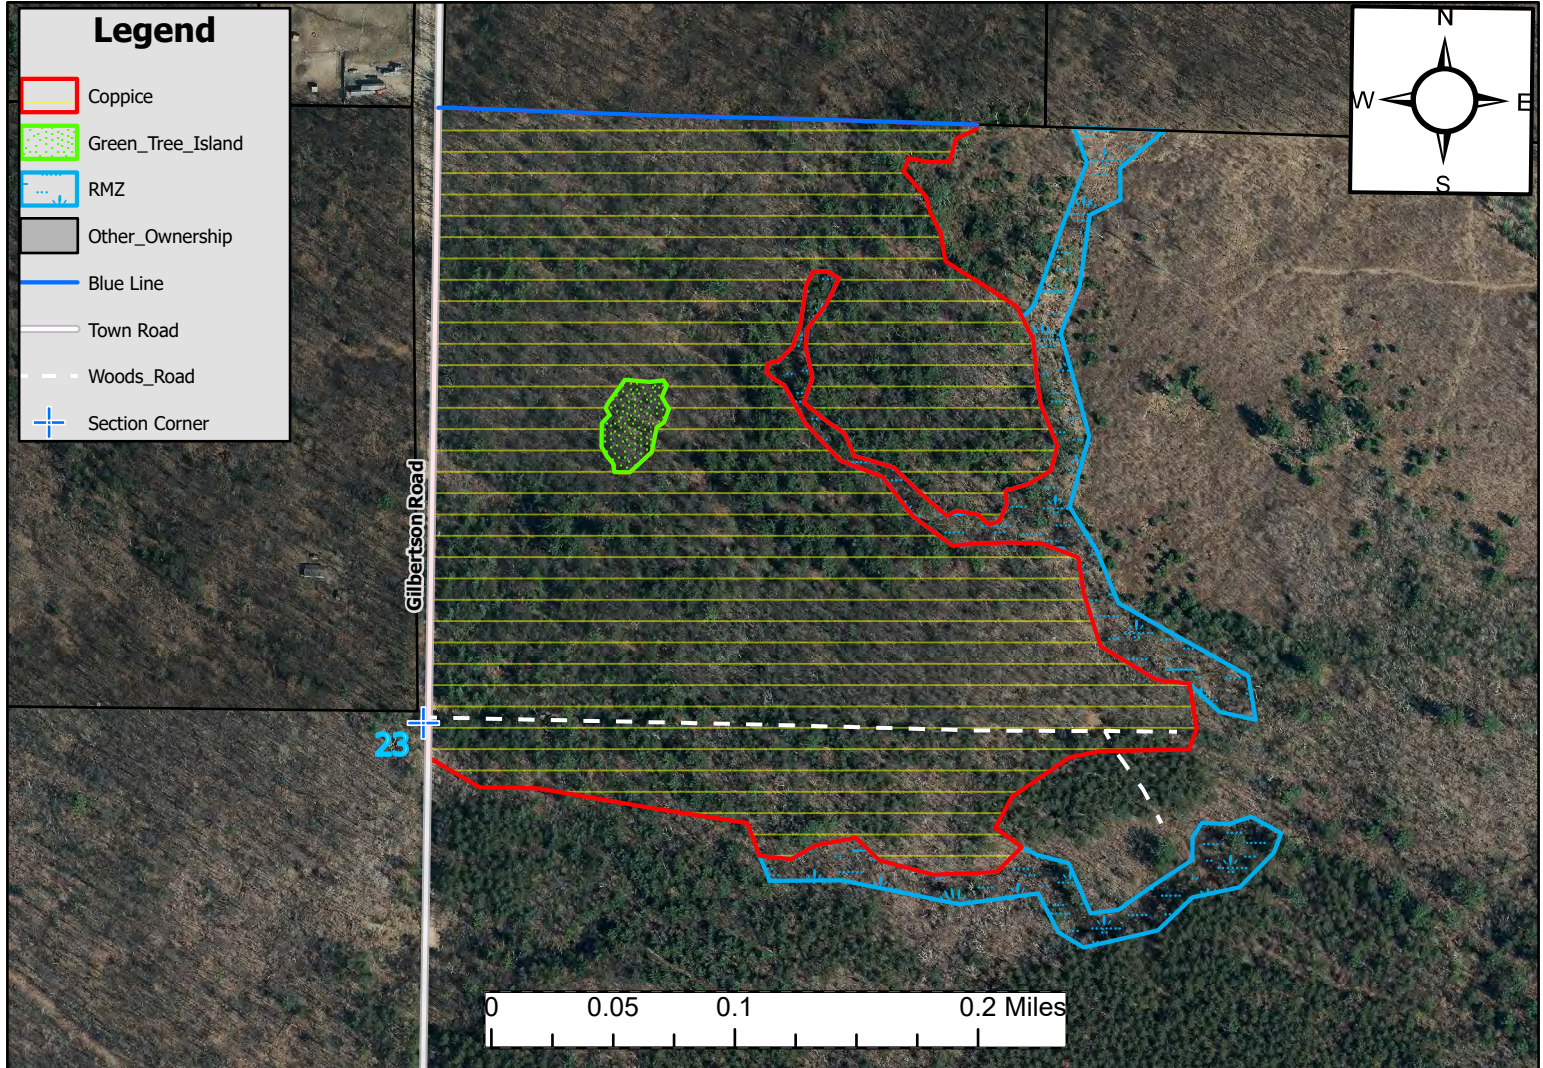 Legend
Coppice
Green_Tree_Island
RMZ
Other_Ownership
Blue Line
Town Road
Woods_Road
Section Corner
N
W E
S
Gilbertson Road
23
0 0.05 0.1 0.2 Miles